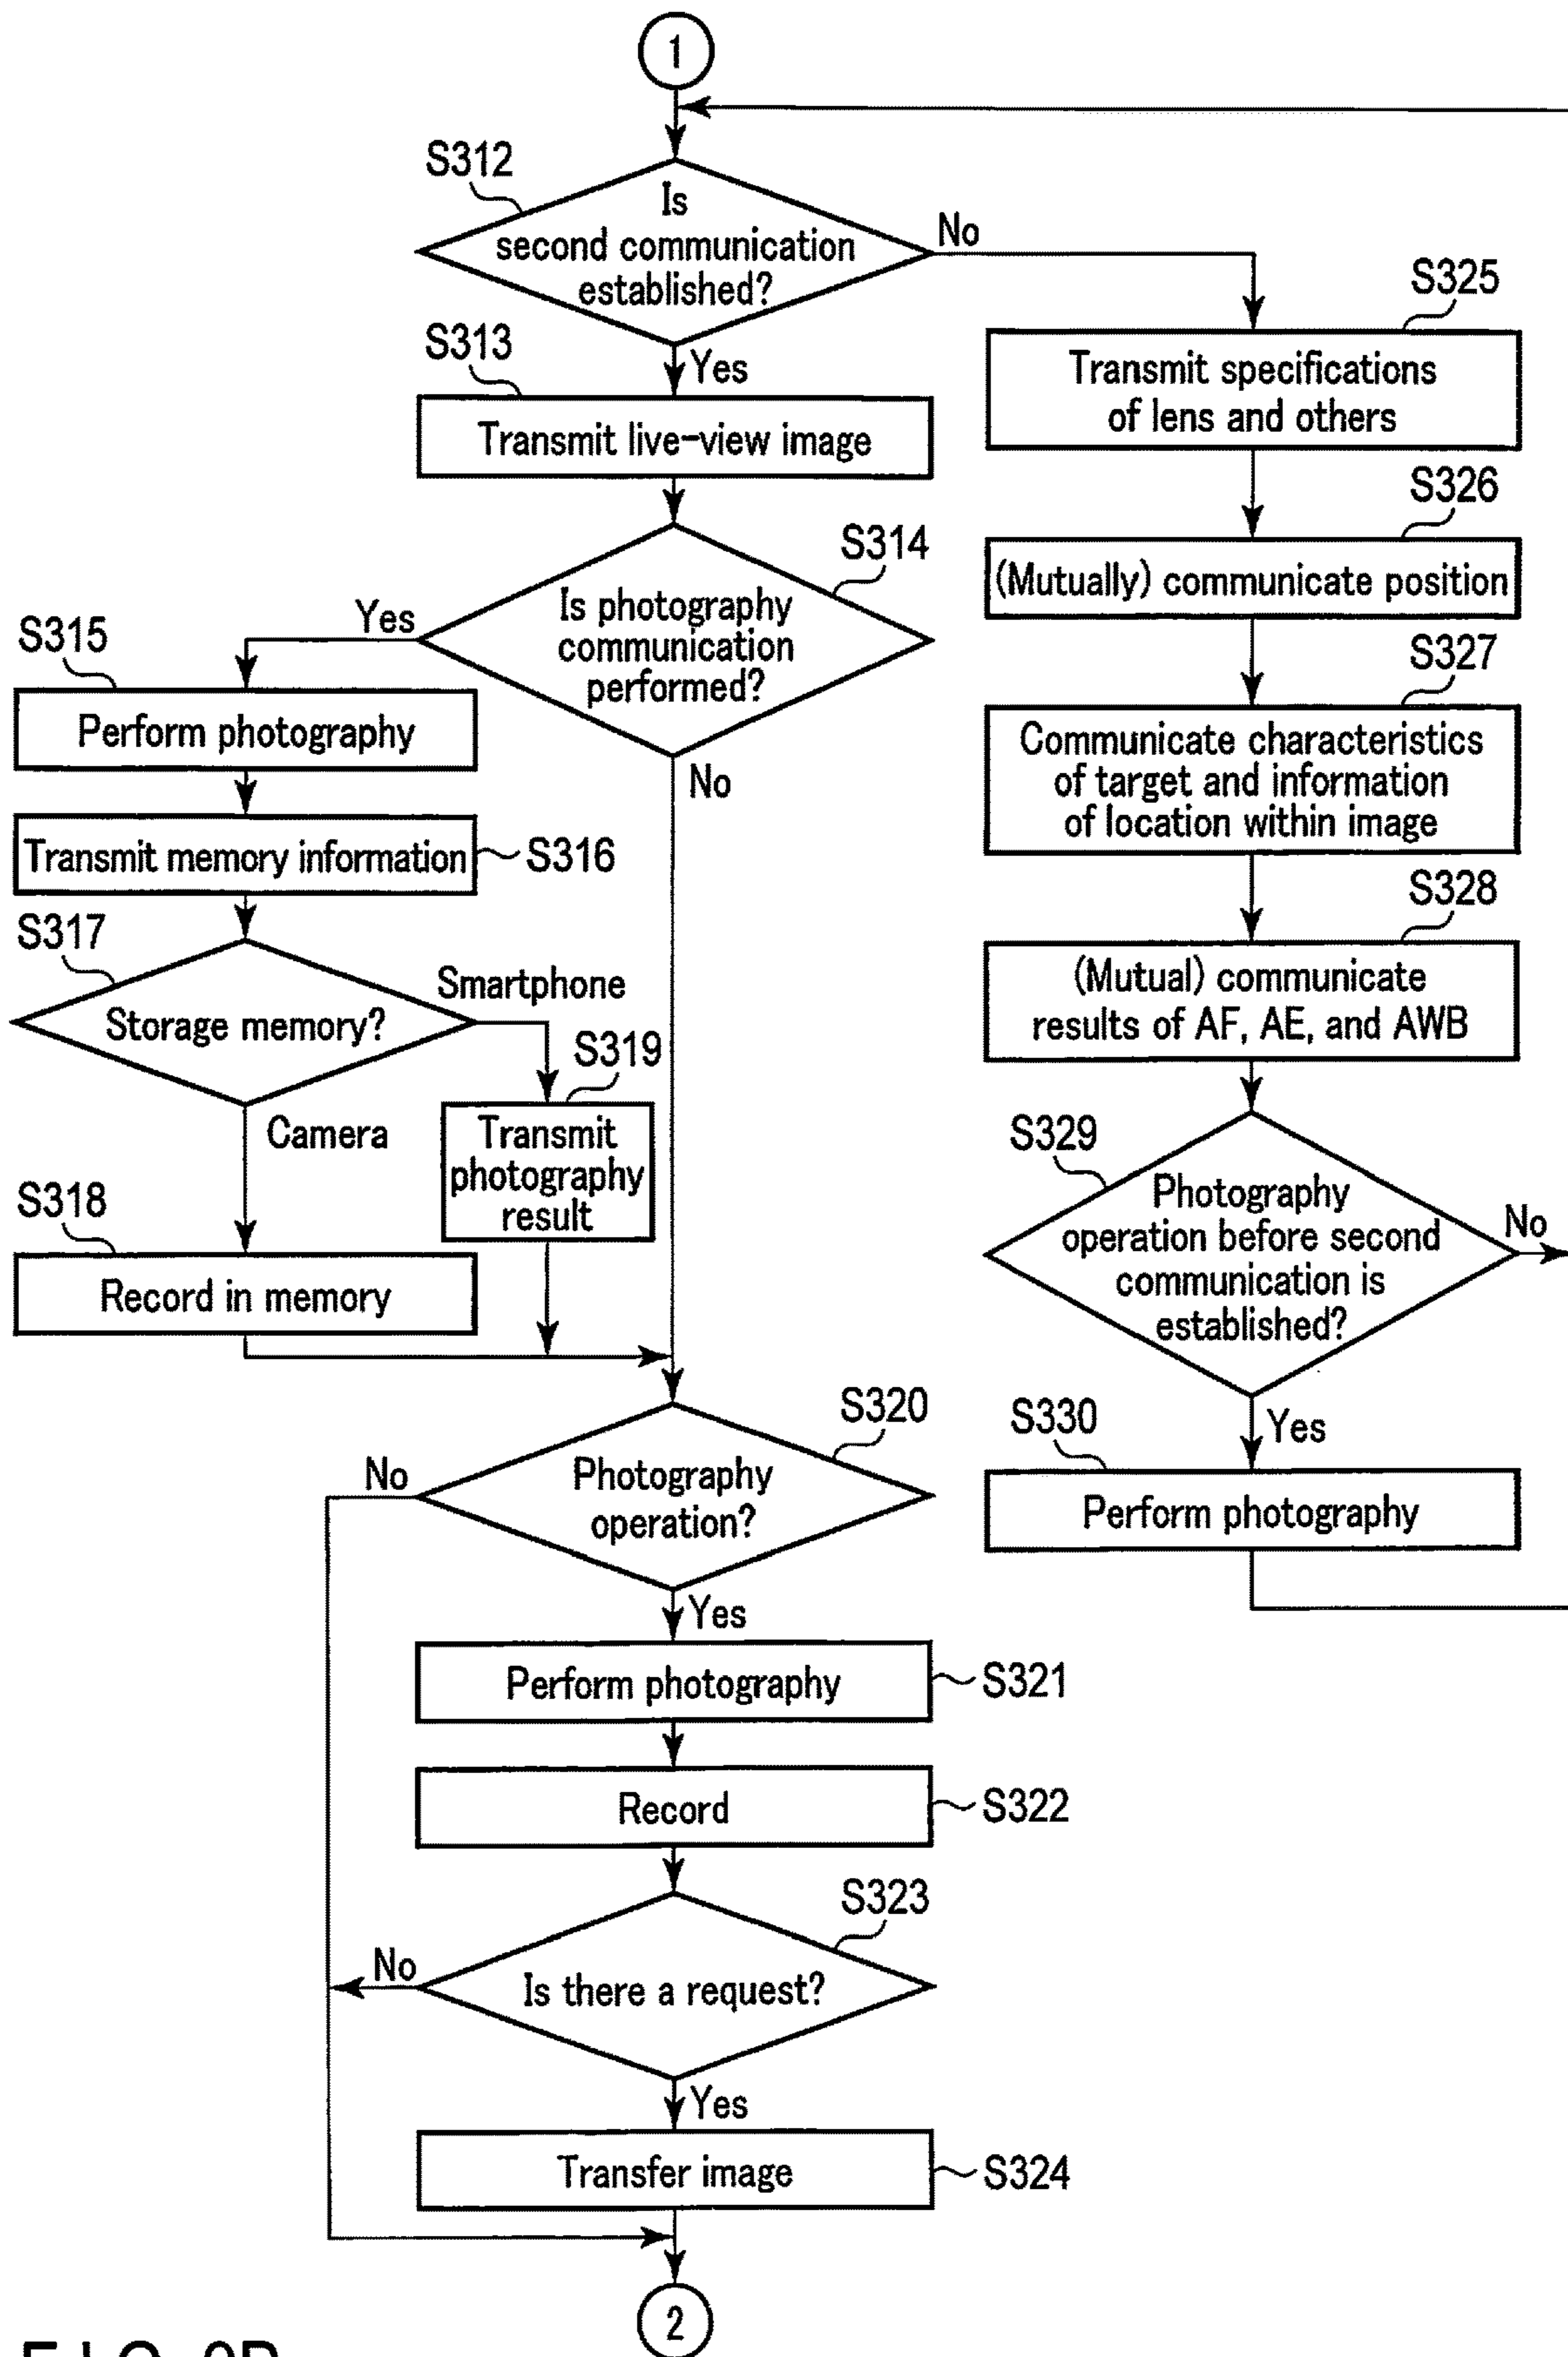 1
S312
Is
second communication
established?
No
Yes
S313
Transmit live-view image
S314
Is photography
communication
performed?
Yes
No
S315
Perform photography
Transmit memory information
S316
S317
Storage memory?
Smartphone
Camera
S319
Transmit
photography
result
S318
Record in memory
S320
Photography
operation?
No
Yes
Perform photography
S321
Record
S322
S323
Is there a request?
No
Yes
Transfer image
S324
2
S325
Transmit specifications
of lens and others
S326
(Mutually) communicate position
S327
Communicate characteristics
of target and information
of location within image
S328
(Mutual) communicate
results of AF, AE, and AWB
S329
Photography
operation before second
communication is
established?
No
Yes
S330
Perform photography